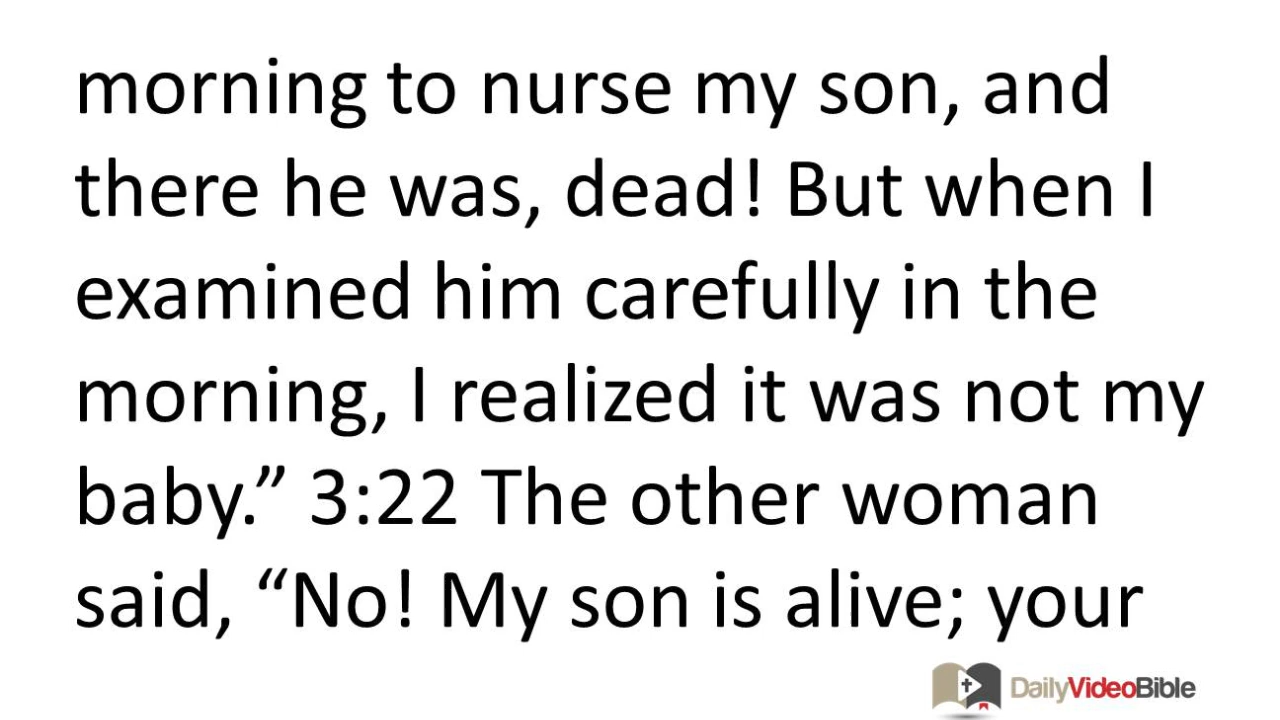 morning to nurse my son, and
there he was, dead! But when I
examined him carefully in the
morning, I realized it was not my
baby.” 3:22 The other woman
said, “No! My son is alive; your
DailyVideoBible